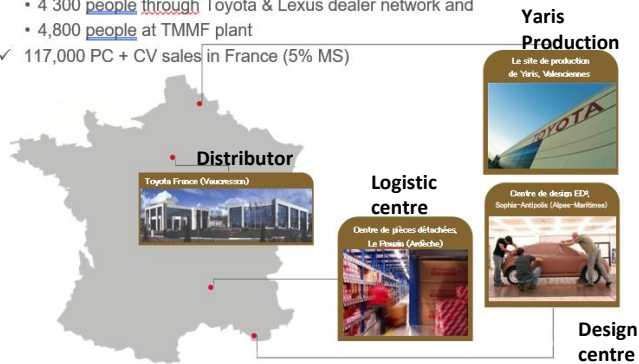 • 4 300 people through Toyota & Lexus dealer network and
• 4,800 people at TMMF plant
✓ 117,000 PC + CV sales in France (5% MS)
Yaris
Production
Le site de production
de Yaris, Valenciennes
TOYOTA
Distributor
Toyota France (Vaucresson)
Logistic
centre
Centre de pièces détachées,
Le Pouzin (Ardèche)
Centre de design ED²,
Sophia-Antipolis (Alpes-Maritimes)
Design
centre